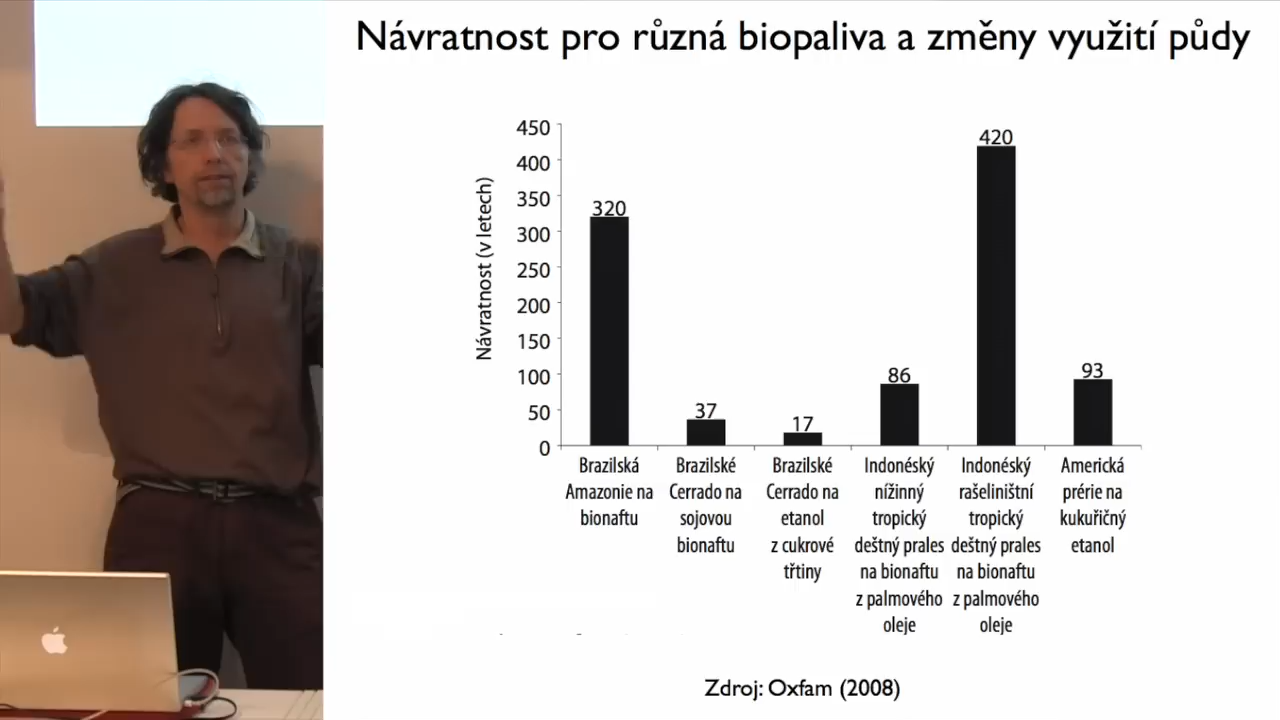 Návratnost pro různá biopaliva a změny využití půdy
Návratnost (v letech)
450
400
350
300
250
200
150
100
50
0
320
37
17
86
420
93
Brazilská
Amazonie na
bionaftu
Brazilské
Cerrado na
sojovou
bionaftu
Brazilské
Cerrado na
etanol
z cukrové
třtiny
Indonéský
nížinný
tropický
deštný prales
na bionaftu
z palmového
oleje
Indonéský
rašeliništní
tropický
deštný prales
na bionaftu
z palmového
oleje
Americká
prérie na
kukuřičný
etanol
Zdroj: Oxfam (2008)